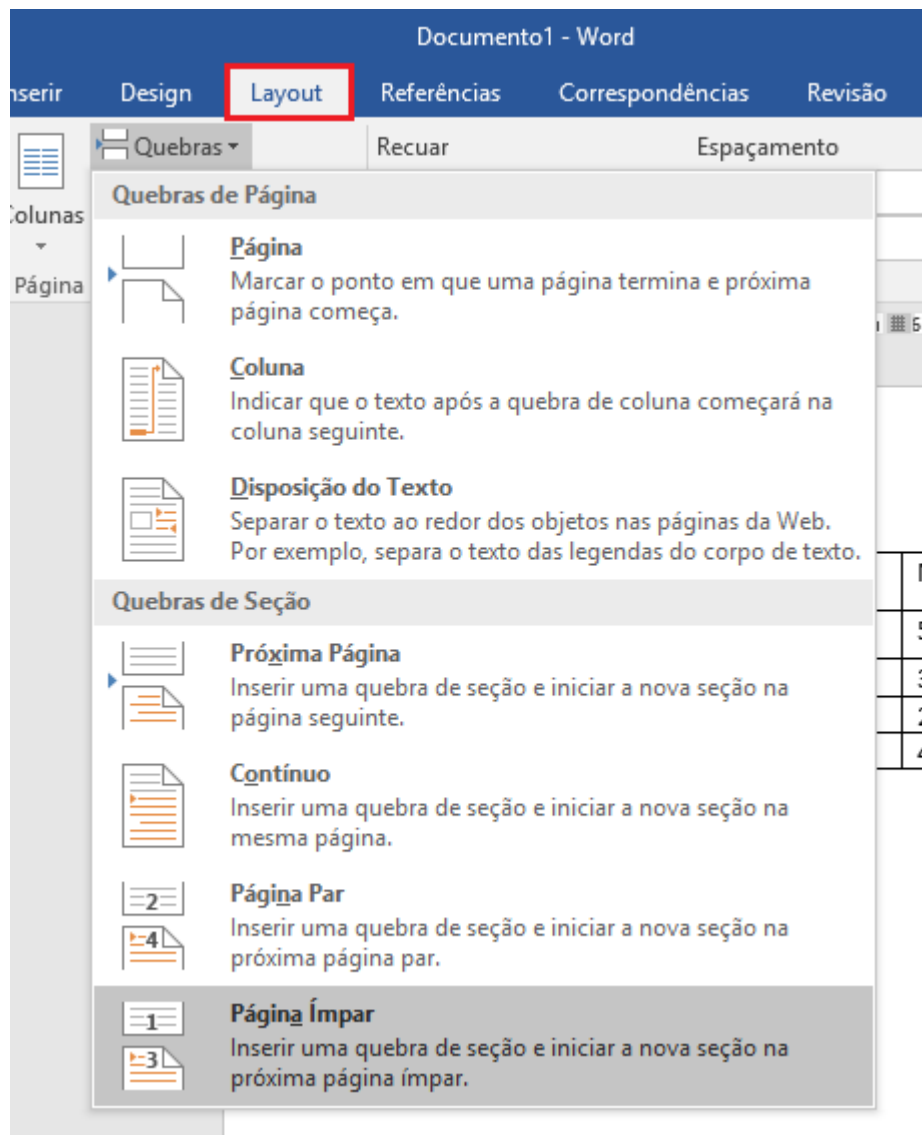 Documento1 - Word
nserir Design Layout Referências Correspondências Revisão
Quebras Recuar Espaçamento
Colunas
Página
Quebras de Página
Página
Marcar o ponto em que uma página termina e próxima
página começa.
Coluna
Indicar que o texto após a quebra de coluna começará na
coluna seguinte.
Disposição do Texto
Separar o texto ao redor dos objetos nas páginas da Web.
Por exemplo, separa o texto das legendas do corpo de texto.
Quebras de Seção
Próxima Página
Inserir uma quebra de seção e iniciar a nova seção na
página seguinte.
Contínuo
Inserir uma quebra de seção e iniciar a nova seção na
mesma página.
2
4
Página Par
Inserir uma quebra de seção e iniciar a nova seção na
próxima página par.
1
3
Página Ímpar
Inserir uma quebra de seção e iniciar a nova seção na
próxima página ímpar.